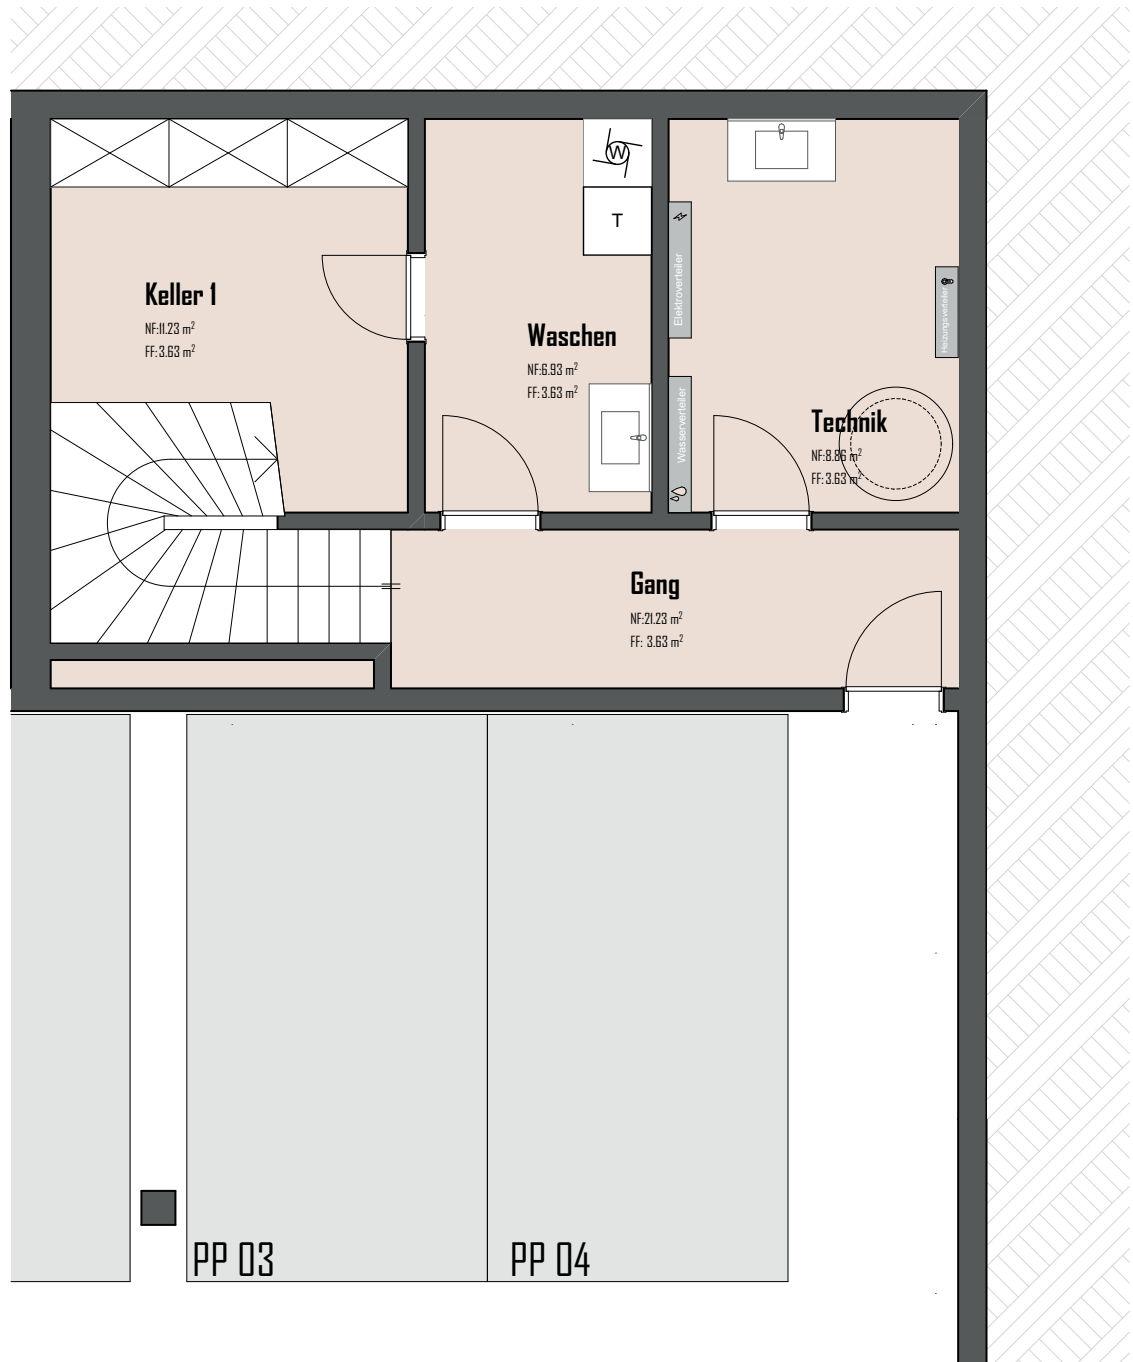 W
T
Elektroverteiler
Heizungsverteiler
Keller 1
NF:11.23 m²
FF: 3.63 m²
Waschen
NF:6.93 m²
FF: 3.63 m²
Wasserverteiler
Technik
NF:8.86 m²
FF: 3.63 m²
Gang
NF:21.23 m²
FF: 3.63 m²
PP 03
PP 04